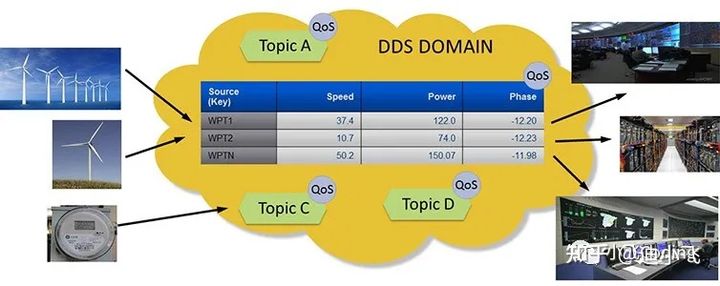 QoS
Topic A
DDS DOMAIN
QoS
Source (Key) Speed Power Phase
WPT1 37.4 122.0 -12.20
WPT2 10.7 74.0 -12.23
WPTN 50.2 150.07 -11.98
QoS
Topic C
QoS
Topic D
知乎